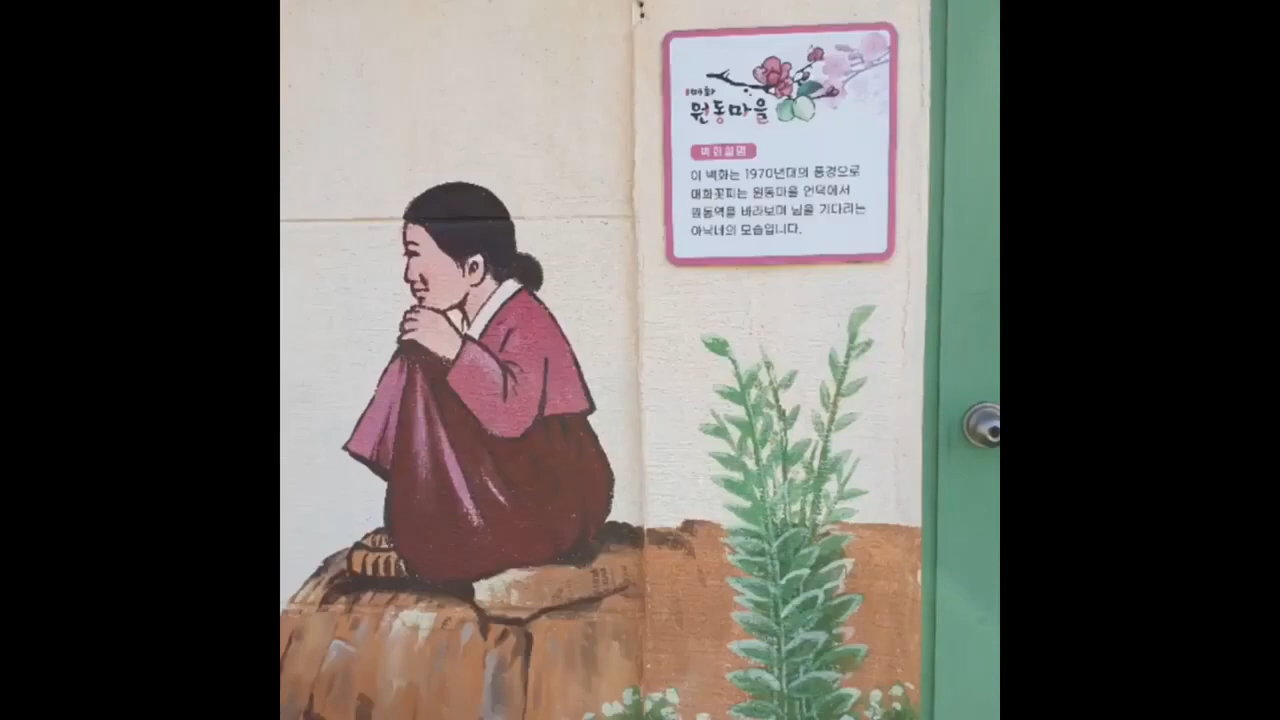 매화
원동마을
벽화설명
이 벽화는 1970년대의 풍경으로
매화꽃피는 원동마을 언덕에서
원동역을 바라보며 님을 기다리는
아낙네의 모습입니다.